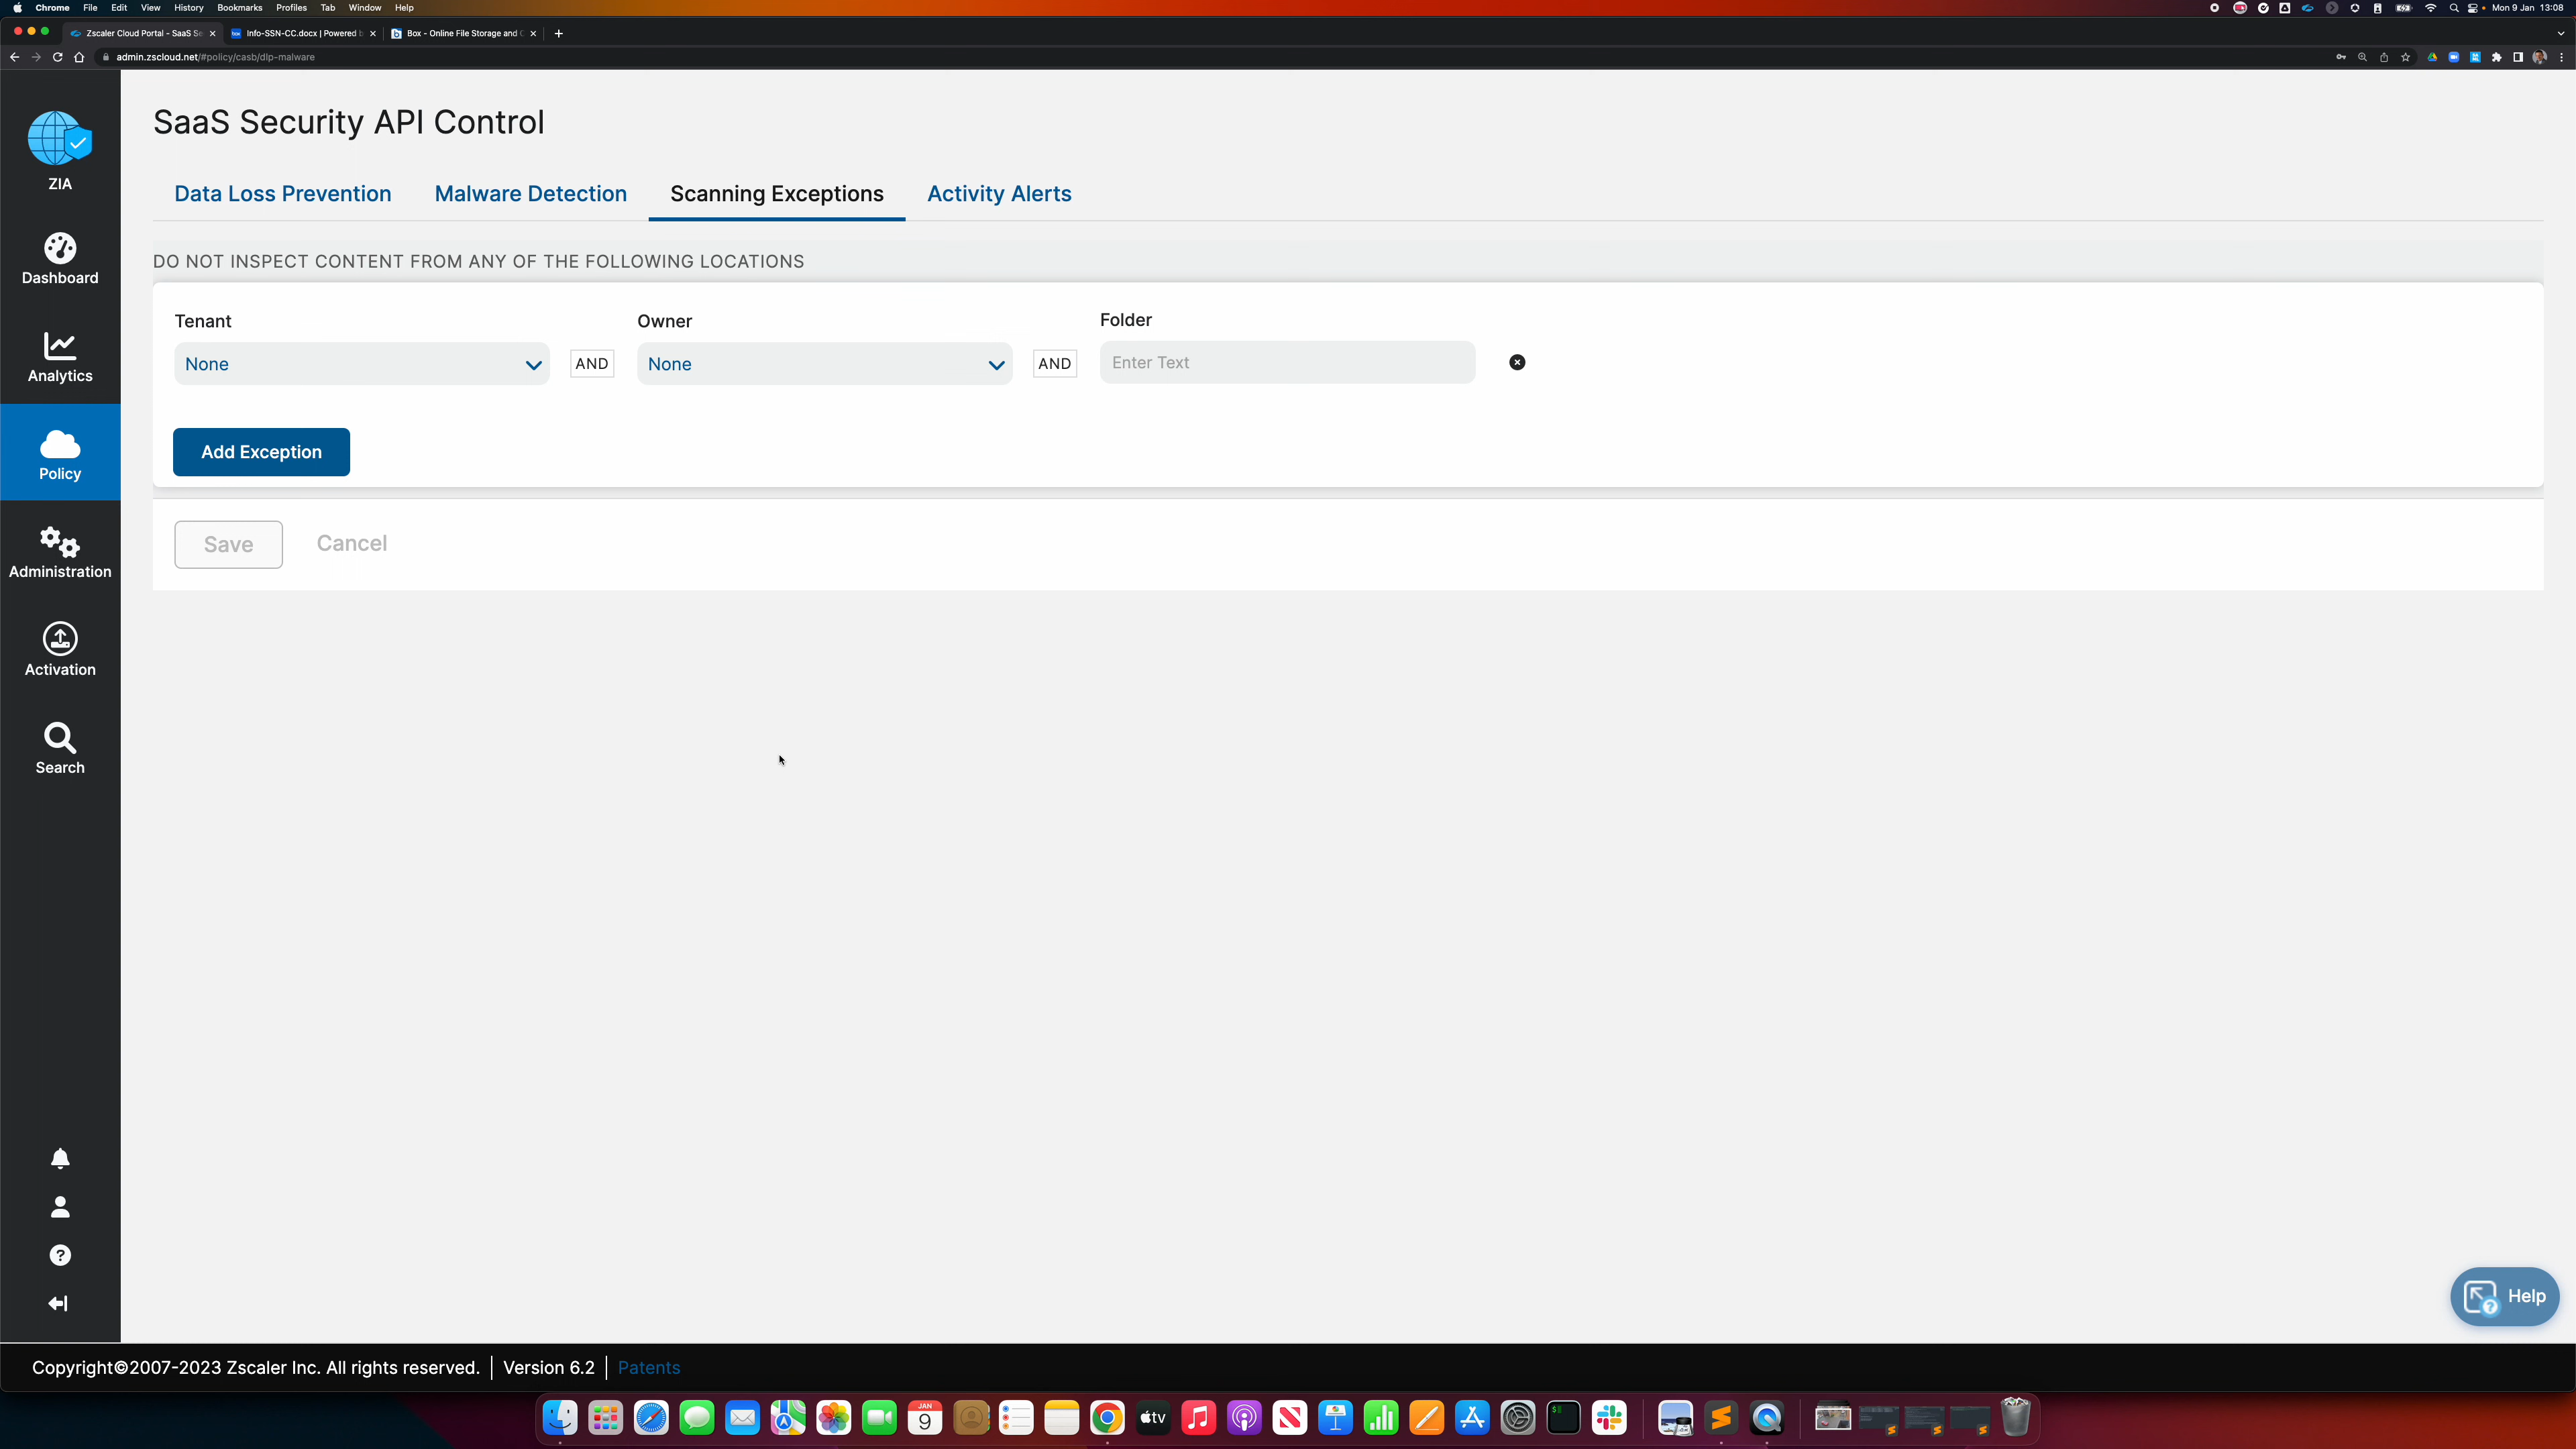 Chrome File Edit View History Bookmarks Profiles Tab Window Help
Mon 9 Jan 13:08
Zscaler Cloud Portal - SaaS Se
Info-SSN-CC.docx | Powered b
Box - Online File Storage and C
admin.zscloud.net/#policy/casb/dlp-malware
ZIA
Dashboard
Analytics
Policy
Administration
Activation
Search
SaaS Security API Control
Data Loss Prevention
Malware Detection
Scanning Exceptions
Activity Alerts
DO NOT INSPECT CONTENT FROM ANY OF THE FOLLOWING LOCATIONS
Tenant
Owner
Folder
None
AND
None
AND
Enter Text
Add Exception
Save
Cancel
Help
Copyright©2007-2023 Zscaler Inc. All rights reserved. | Version 6.2 | Patents
JAN
9
tv